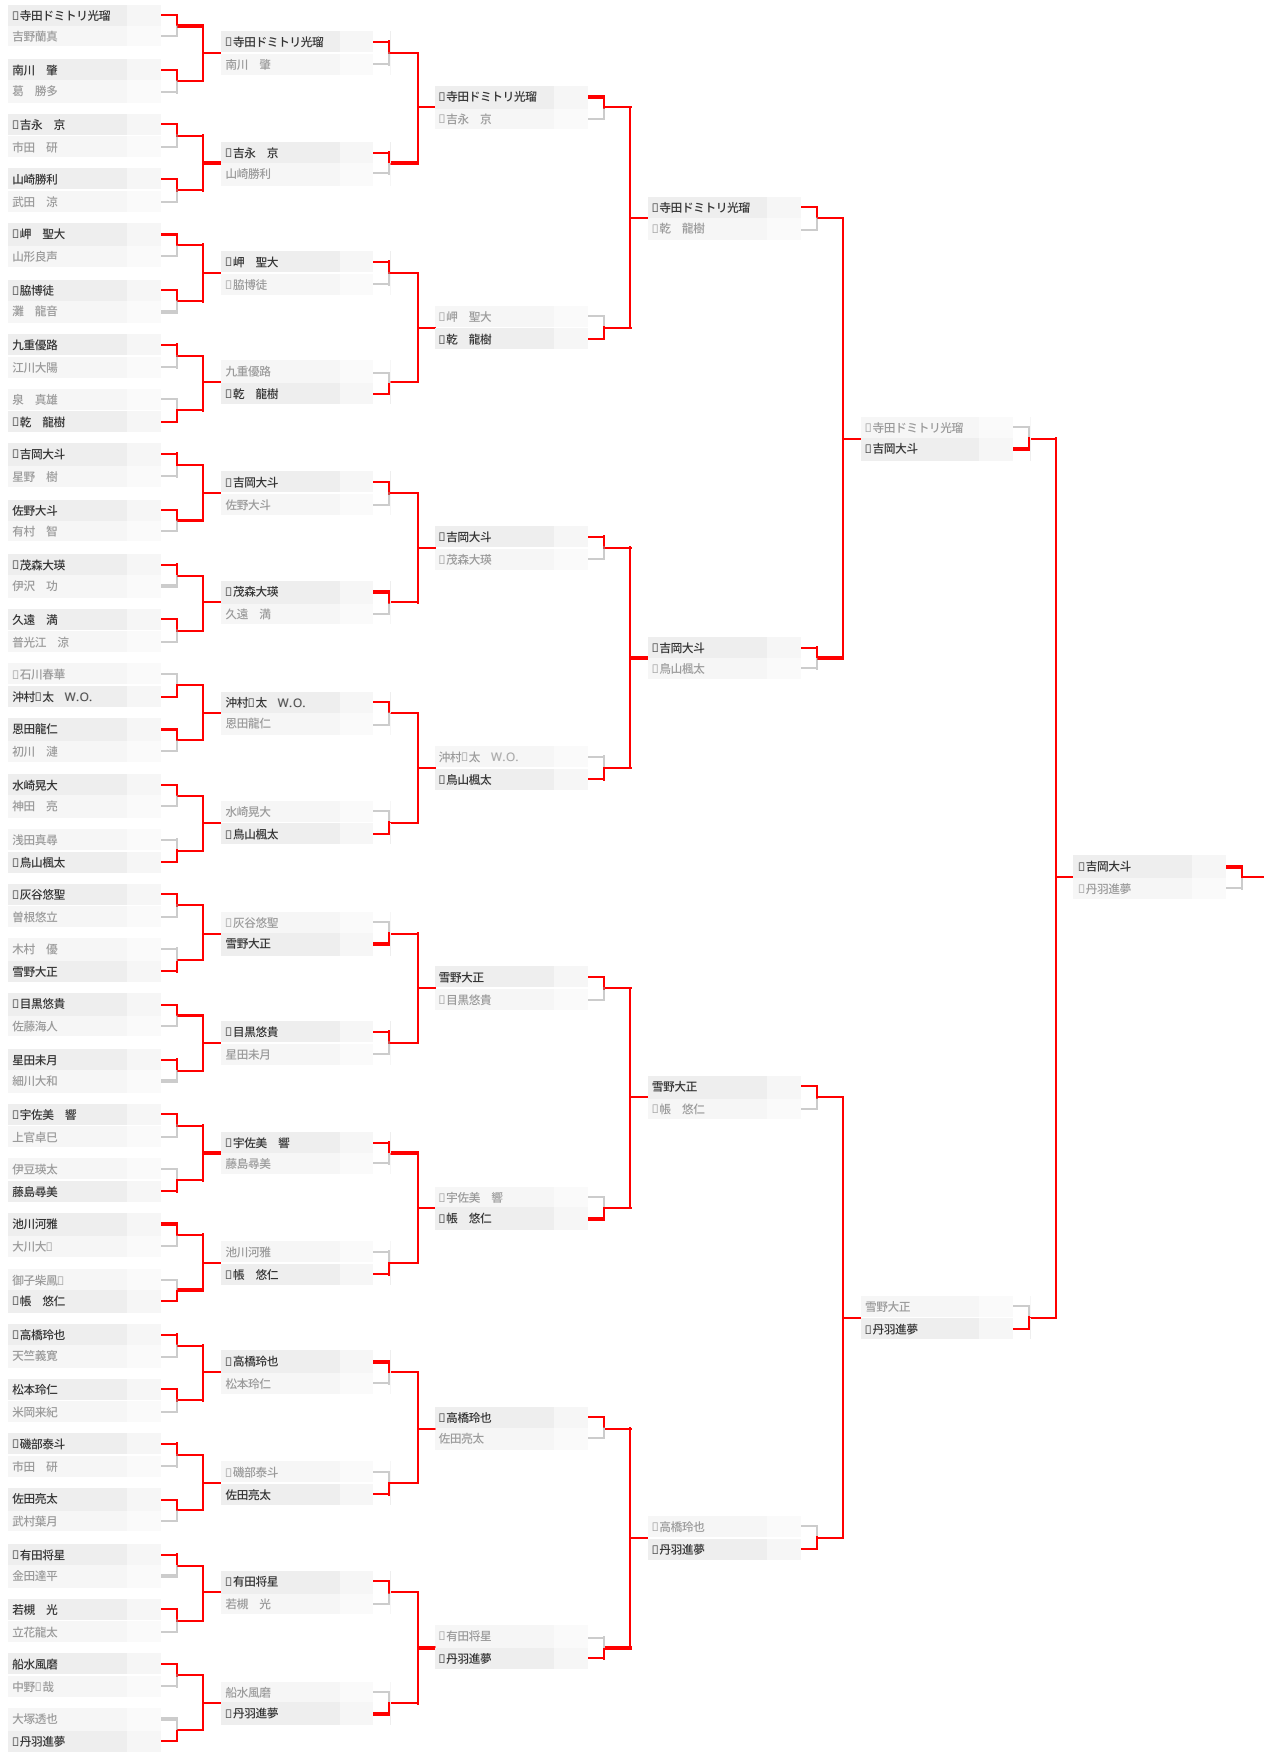 ▯寺田ドミトリ光瑠
吉野蘭真
南川　肇
葛　勝多
▯吉永　京
市田　研
山崎勝利
武田　涼
▯岬　聖大
山形良声
▯脇博徒
灘　龍音
九重優路
江川大陽
泉　真雄
▯乾　龍樹
▯吉岡大斗
星野　樹
佐野大斗
有村　智
▯茂森大瑛
伊沢　功
久遠　満
普光江　涼
▯石川春華
沖村▯太　W.O.
恩田龍仁
初川　漣
水崎晃大
神田　亮
浅田真尋
▯鳥山楓太
▯灰谷悠聖
曽根悠立
木村　優
雪野大正
▯目黒悠貴
佐藤海人
星田未月
細川大和
▯宇佐美　響
上官卓巳
伊豆瑛太
藤島尋美
池川河雅
大川大▯
御子柴鳳▯
▯帳　悠仁
▯高橋玲也
天竺義寛
松本玲仁
米岡来紀
▯磯部泰斗
市田　研
佐田亮太
武村葉月
▯有田将星
金田達平
若槻　光
立花龍太
船水風磨
中野▯哉
大塚透也
▯丹羽進夢
▯寺田ドミトリ光瑠
南川　肇
▯吉永　京
山崎勝利
▯岬　聖大
▯脇博徒
九重優路
▯乾　龍樹
▯吉岡大斗
佐野大斗
▯茂森大瑛
久遠　満
沖村▯太　W.O.
恩田龍仁
水崎晃大
▯鳥山楓太
▯灰谷悠聖
雪野大正
▯目黒悠貴
星田未月
▯宇佐美　響
藤島尋美
池川河雅
▯帳　悠仁
▯高橋玲也
松本玲仁
▯磯部泰斗
佐田亮太
▯有田将星
若槻　光
船水風磨
▯丹羽進夢
▯寺田ドミトリ光瑠
▯吉永　京
▯岬　聖大
▯乾　龍樹
▯吉岡大斗
▯茂森大瑛
沖村▯太　W.O.
▯鳥山楓太
雪野大正
▯目黒悠貴
▯宇佐美　響
▯帳　悠仁
▯高橋玲也
佐田亮太
▯有田将星
▯丹羽進夢
▯寺田ドミトリ光瑠
▯乾　龍樹
▯吉岡大斗
▯鳥山楓太
雪野大正
▯帳　悠仁
▯高橋玲也
▯丹羽進夢
▯寺田ドミトリ光瑠
▯吉岡大斗
雪野大正
▯丹羽進夢
▯吉岡大斗
▯丹羽進夢